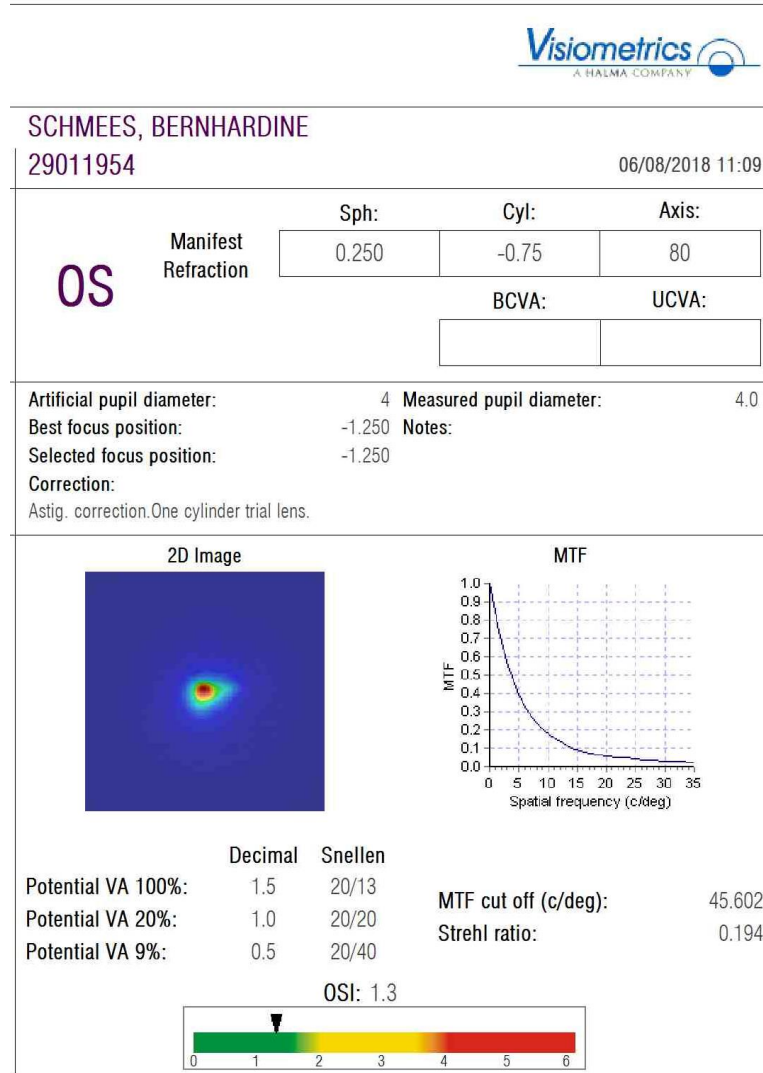 Visiometrics
A HALMA COMPANY
SCHMEES, BERNHARDINE
29011954 06/08/2018 11:09
OS
Manifest Refraction
Sph: Cyl: Axis:
0.250 -0.75 80
BCVA: UCVA:
Artificial pupil diameter: 4 Measured pupil diameter: 4.0
Best focus position: -1.250 Notes:
Selected focus position: -1.250
Correction:
Astig. correction.One cylinder trial lens.
2D Image MTF
1.0
0.9
0.8
0.7
0.6
0.5
0.4
0.3
0.2
0.1
0.0
MTF
0 5 10 15 20 25 30 35
Spatial frequency (c/deg)
Decimal Snellen
Potential VA 100%: 1.5 20/13
Potential VA 20%: 1.0 20/20
Potential VA 9%: 0.5 20/40
MTF cut off (c/deg): 45.602
Strehl ratio: 0.194
OSI: 1.3
0 1 2 3 4 5 6